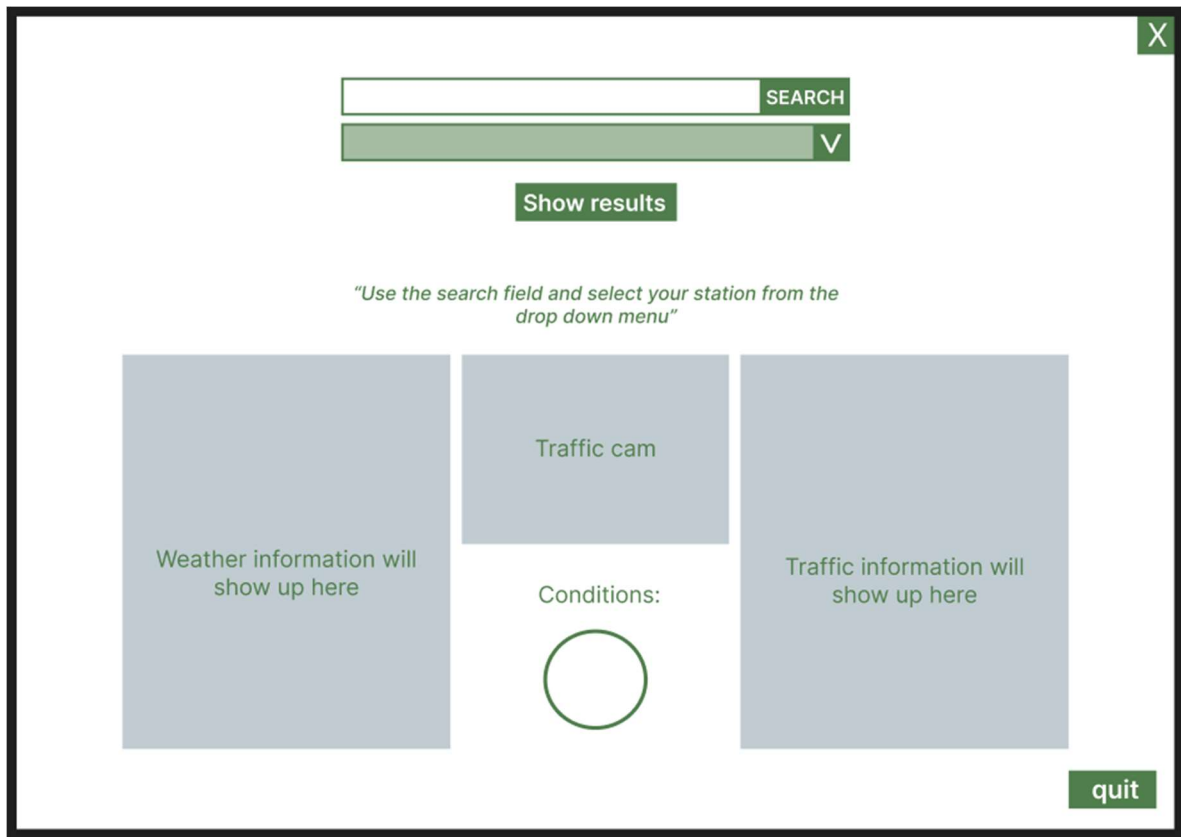 X
SEARCH
V
Show results
“Use the search field and select your station from the
drop down menu”
Traffic cam
Weather information will
show up here
Traffic information will
show up here
Conditions:
quit